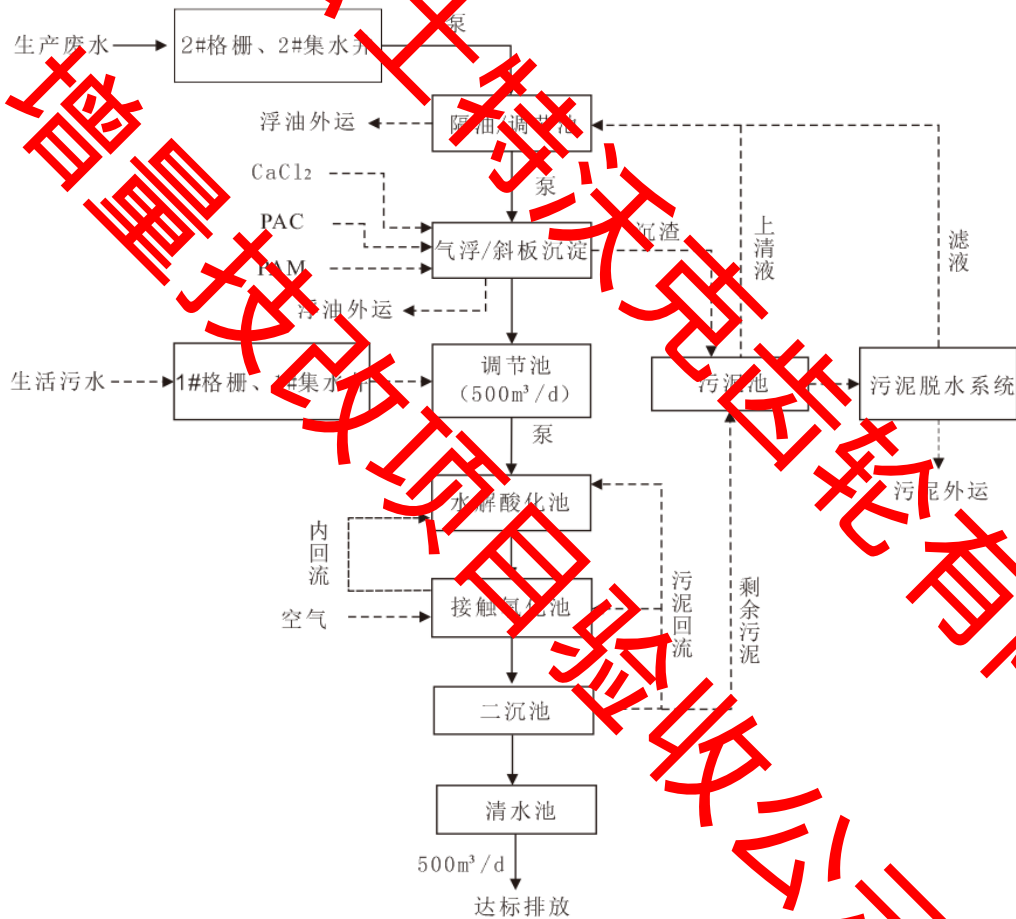 泵
生产废水
2#格栅、2#集水井
浮油外运
隔油/调节池
CaCl₂
泵
PAC
气浮/斜板沉淀
沉渣
上清液
滤液
PAM
浮油外运
调节池
(500m³/d)
生活污水
1#格栅、1#集水井
污泥池
污泥脱水系统
泵
水解酸化池
污泥外运
内回流
接触氧化池
污泥回流
剩余污泥
空气
二沉池
清水池
500m³/d
达标排放
士特沃克齿轮有
增量技改项目验收公